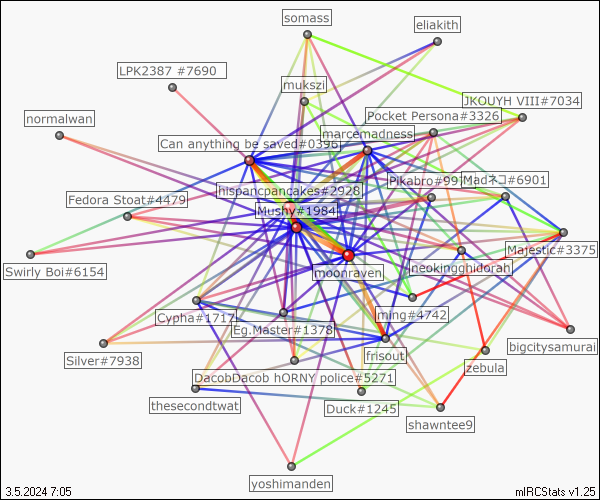 somass
eliakith
LPK2387 #7690
mukszi
JKOUYH VIII#7034
Pocket Persona#3326
normalwan
marcemadness
Can anything be saved#0396
Pikabro#99
Madネコ#6901
hispancpancakes#2928
Fedora Stoat#4479
Mushy#1984
Majestic#3375
neokingghidorah
Swirly Boi#6154
moonraven
Cypha#1717
ming#4742
Eg.Master#1378
bigcitysamurai
frisout
Silver#7938
zebula
DacobDacob hORNY police#5271
thesecondtwat
Duck#1245
shawntee9
yoshimanden
3.5.2024 7:05
mIRCStats v1.25